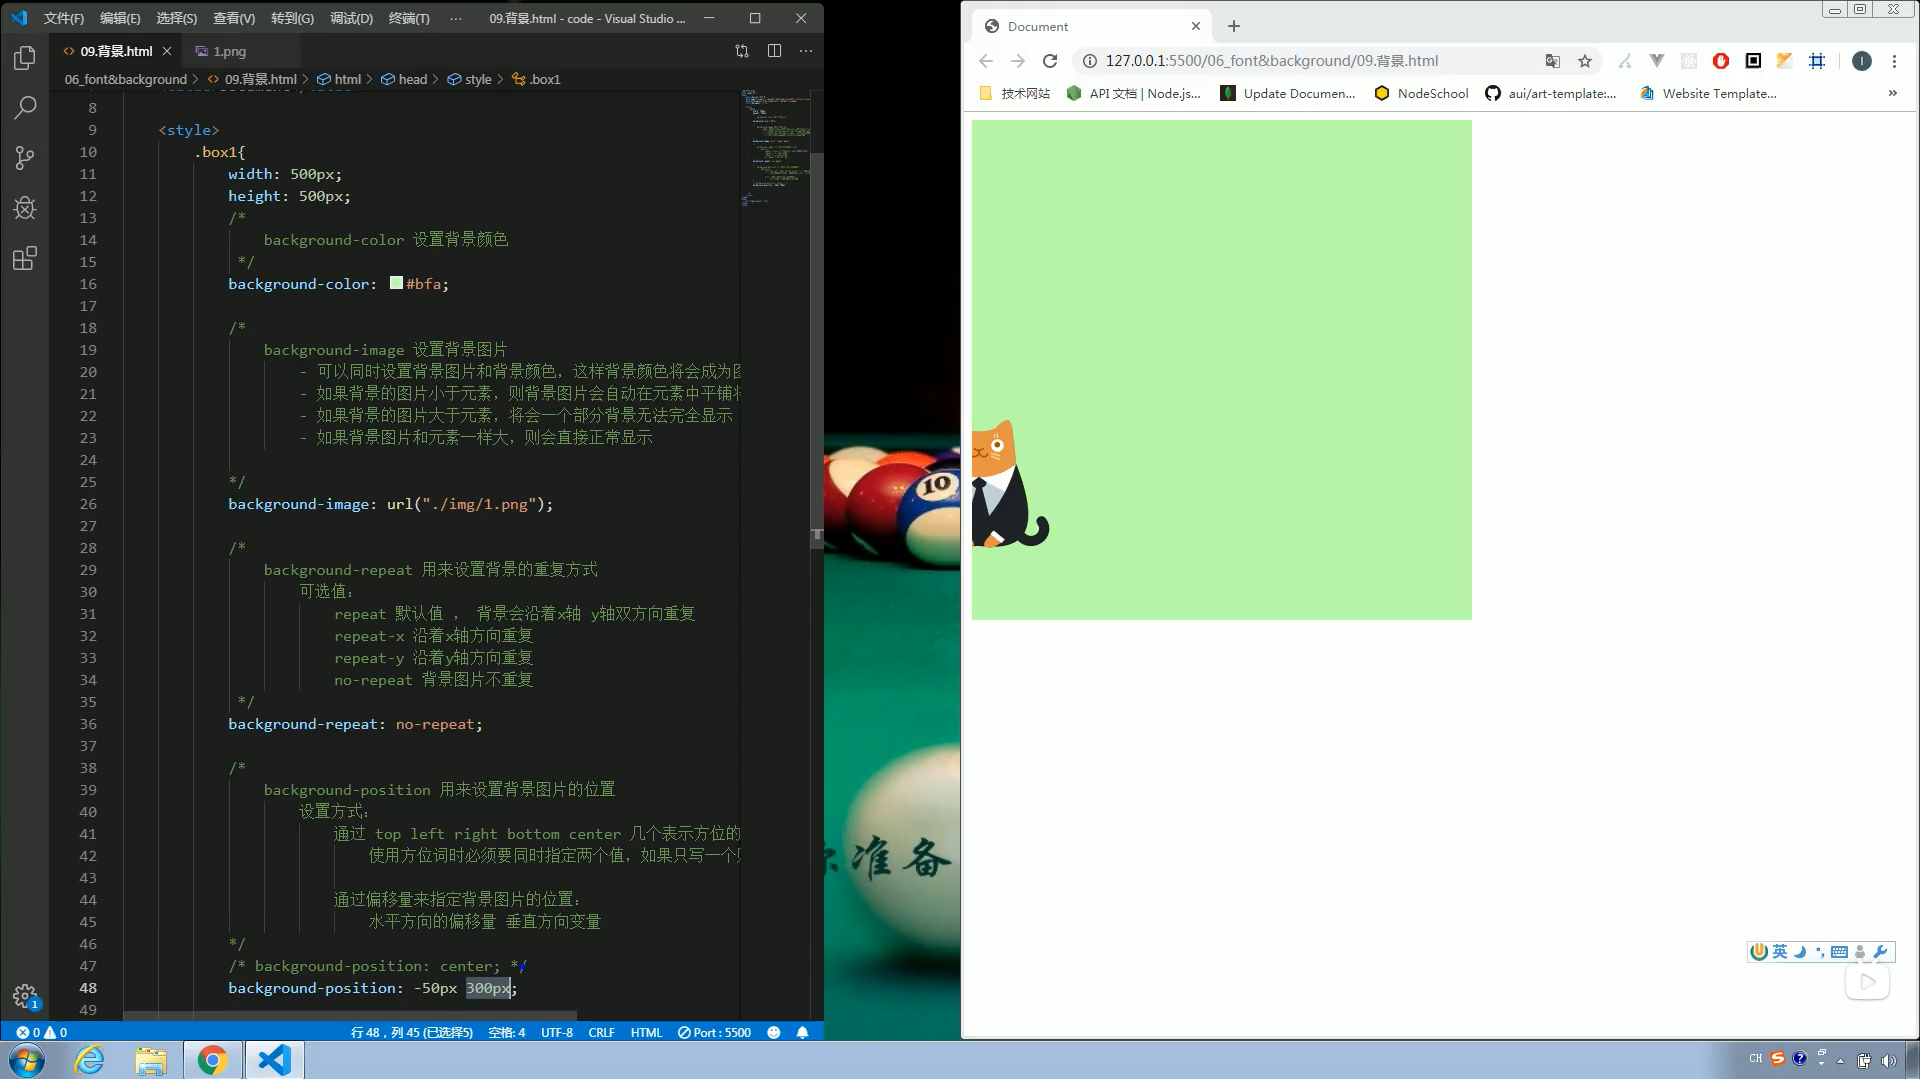 文件(F) 编辑(E) 选择(S) 查看(V) 转到(G) 调试(D) 终端(T) ··· 09.背景.html - code - Visual Studio ...
09.背景.html 1.png
06_font&background > 09.背景.html > html > head > style > .box1
8
9 <style>
10 .box1{
11 width: 500px;
12 height: 500px;
13 /*
14 background-color 设置背景颜色
15 */
16 background-color: #bfa;
17
18 /*
19 background-image 设置背景图片
20 - 可以同时设置背景图片和背景颜色，这样背景颜色将会成为
21 - 如果背景的图片小于元素，则背景图片会自动在元素中平铺将
22 - 如果背景的图片大于元素，将会一个部分背景无法完全显示
23 - 如果背景图片和元素一样大，则会直接正常显示
24
25 */
26 background-image: url("./img/1.png");
27
28 /*
29 background-repeat 用来设置背景的重复方式
30 可选值：
31 repeat 默认值 ， 背景会沿着x轴 y轴双方向重复
32 repeat-x 沿着x轴方向重复
33 repeat-y 沿着y轴方向重复
34 no-repeat 背景图片不重复
35 */
36 background-repeat: no-repeat;
37
38 /*
39 background-position 用来设置背景图片的位置
40 设置方式：
41 通过 top left right bottom center 几个表示方位的
42 使用方位词时必须要同时指定两个值，如果只写一个
43
44 通过偏移量来指定背景图片的位置：
45 水平方向的偏移量 垂直方向变量
46 */
47 /* background-position: center; */
48 background-position: -50px 300px;
49
0 0 行 48，列 45 (已选择5) 空格: 4 UTF-8 CRLF HTML Port : 5500
1
Document
127.0.0.1:5500/06_font&background/09.背景.html
技术网站 API 文档 | Node.js... Update Documen... NodeSchool aui/art-template:... Website Template... »
10
准备
英
CH